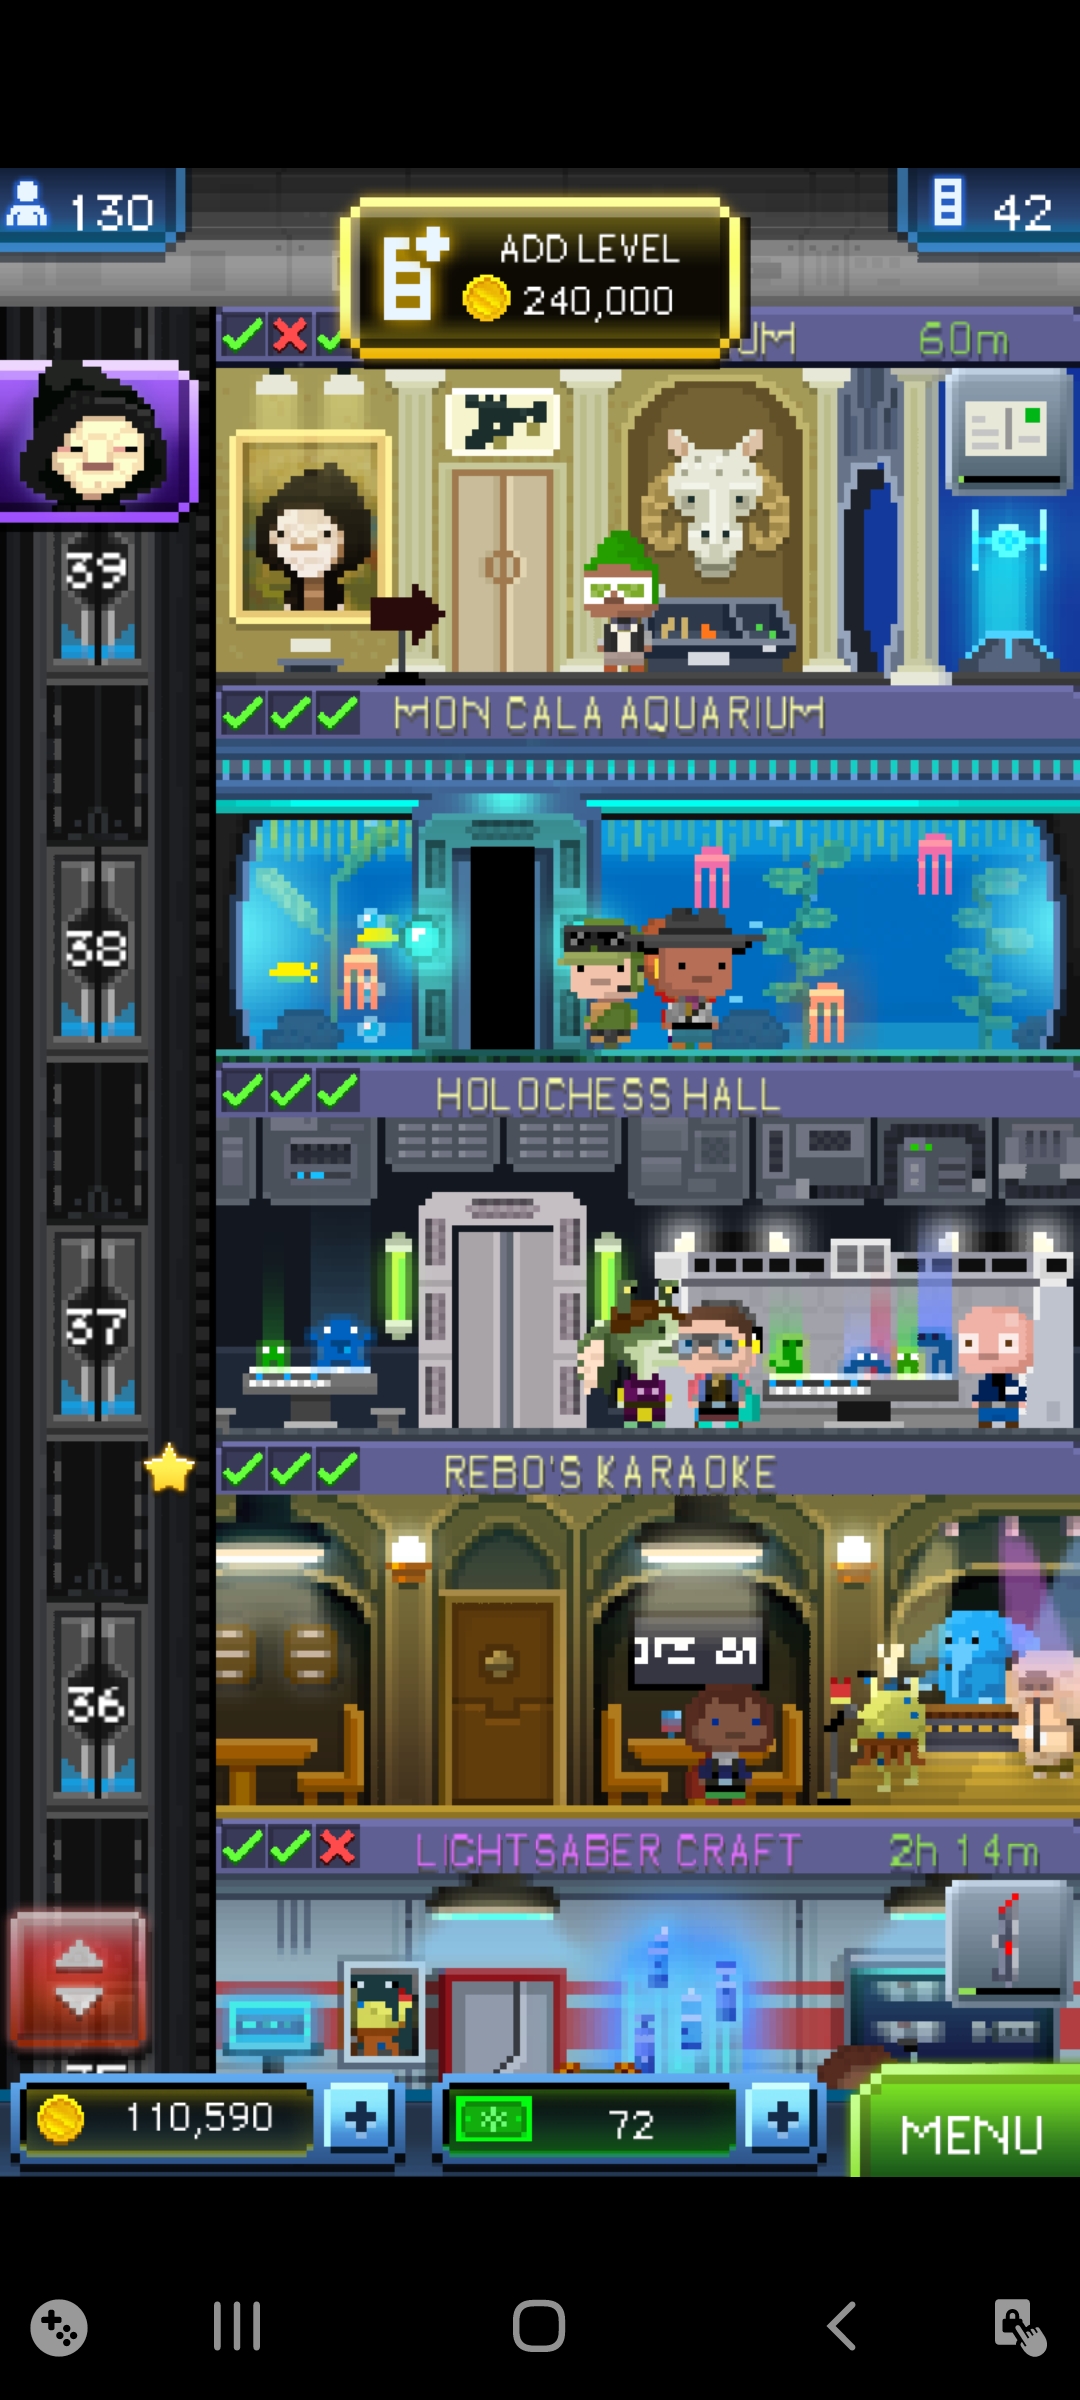 130
42
ADD LEVEL
240,000
UM 60m
39
MON CALA AQUARIUM
38
HOLOCHESS HALL
37
REBO'S KARAOKE
36
LIGHTSABER CRAFT 2h 14m
110,590
72
MENU